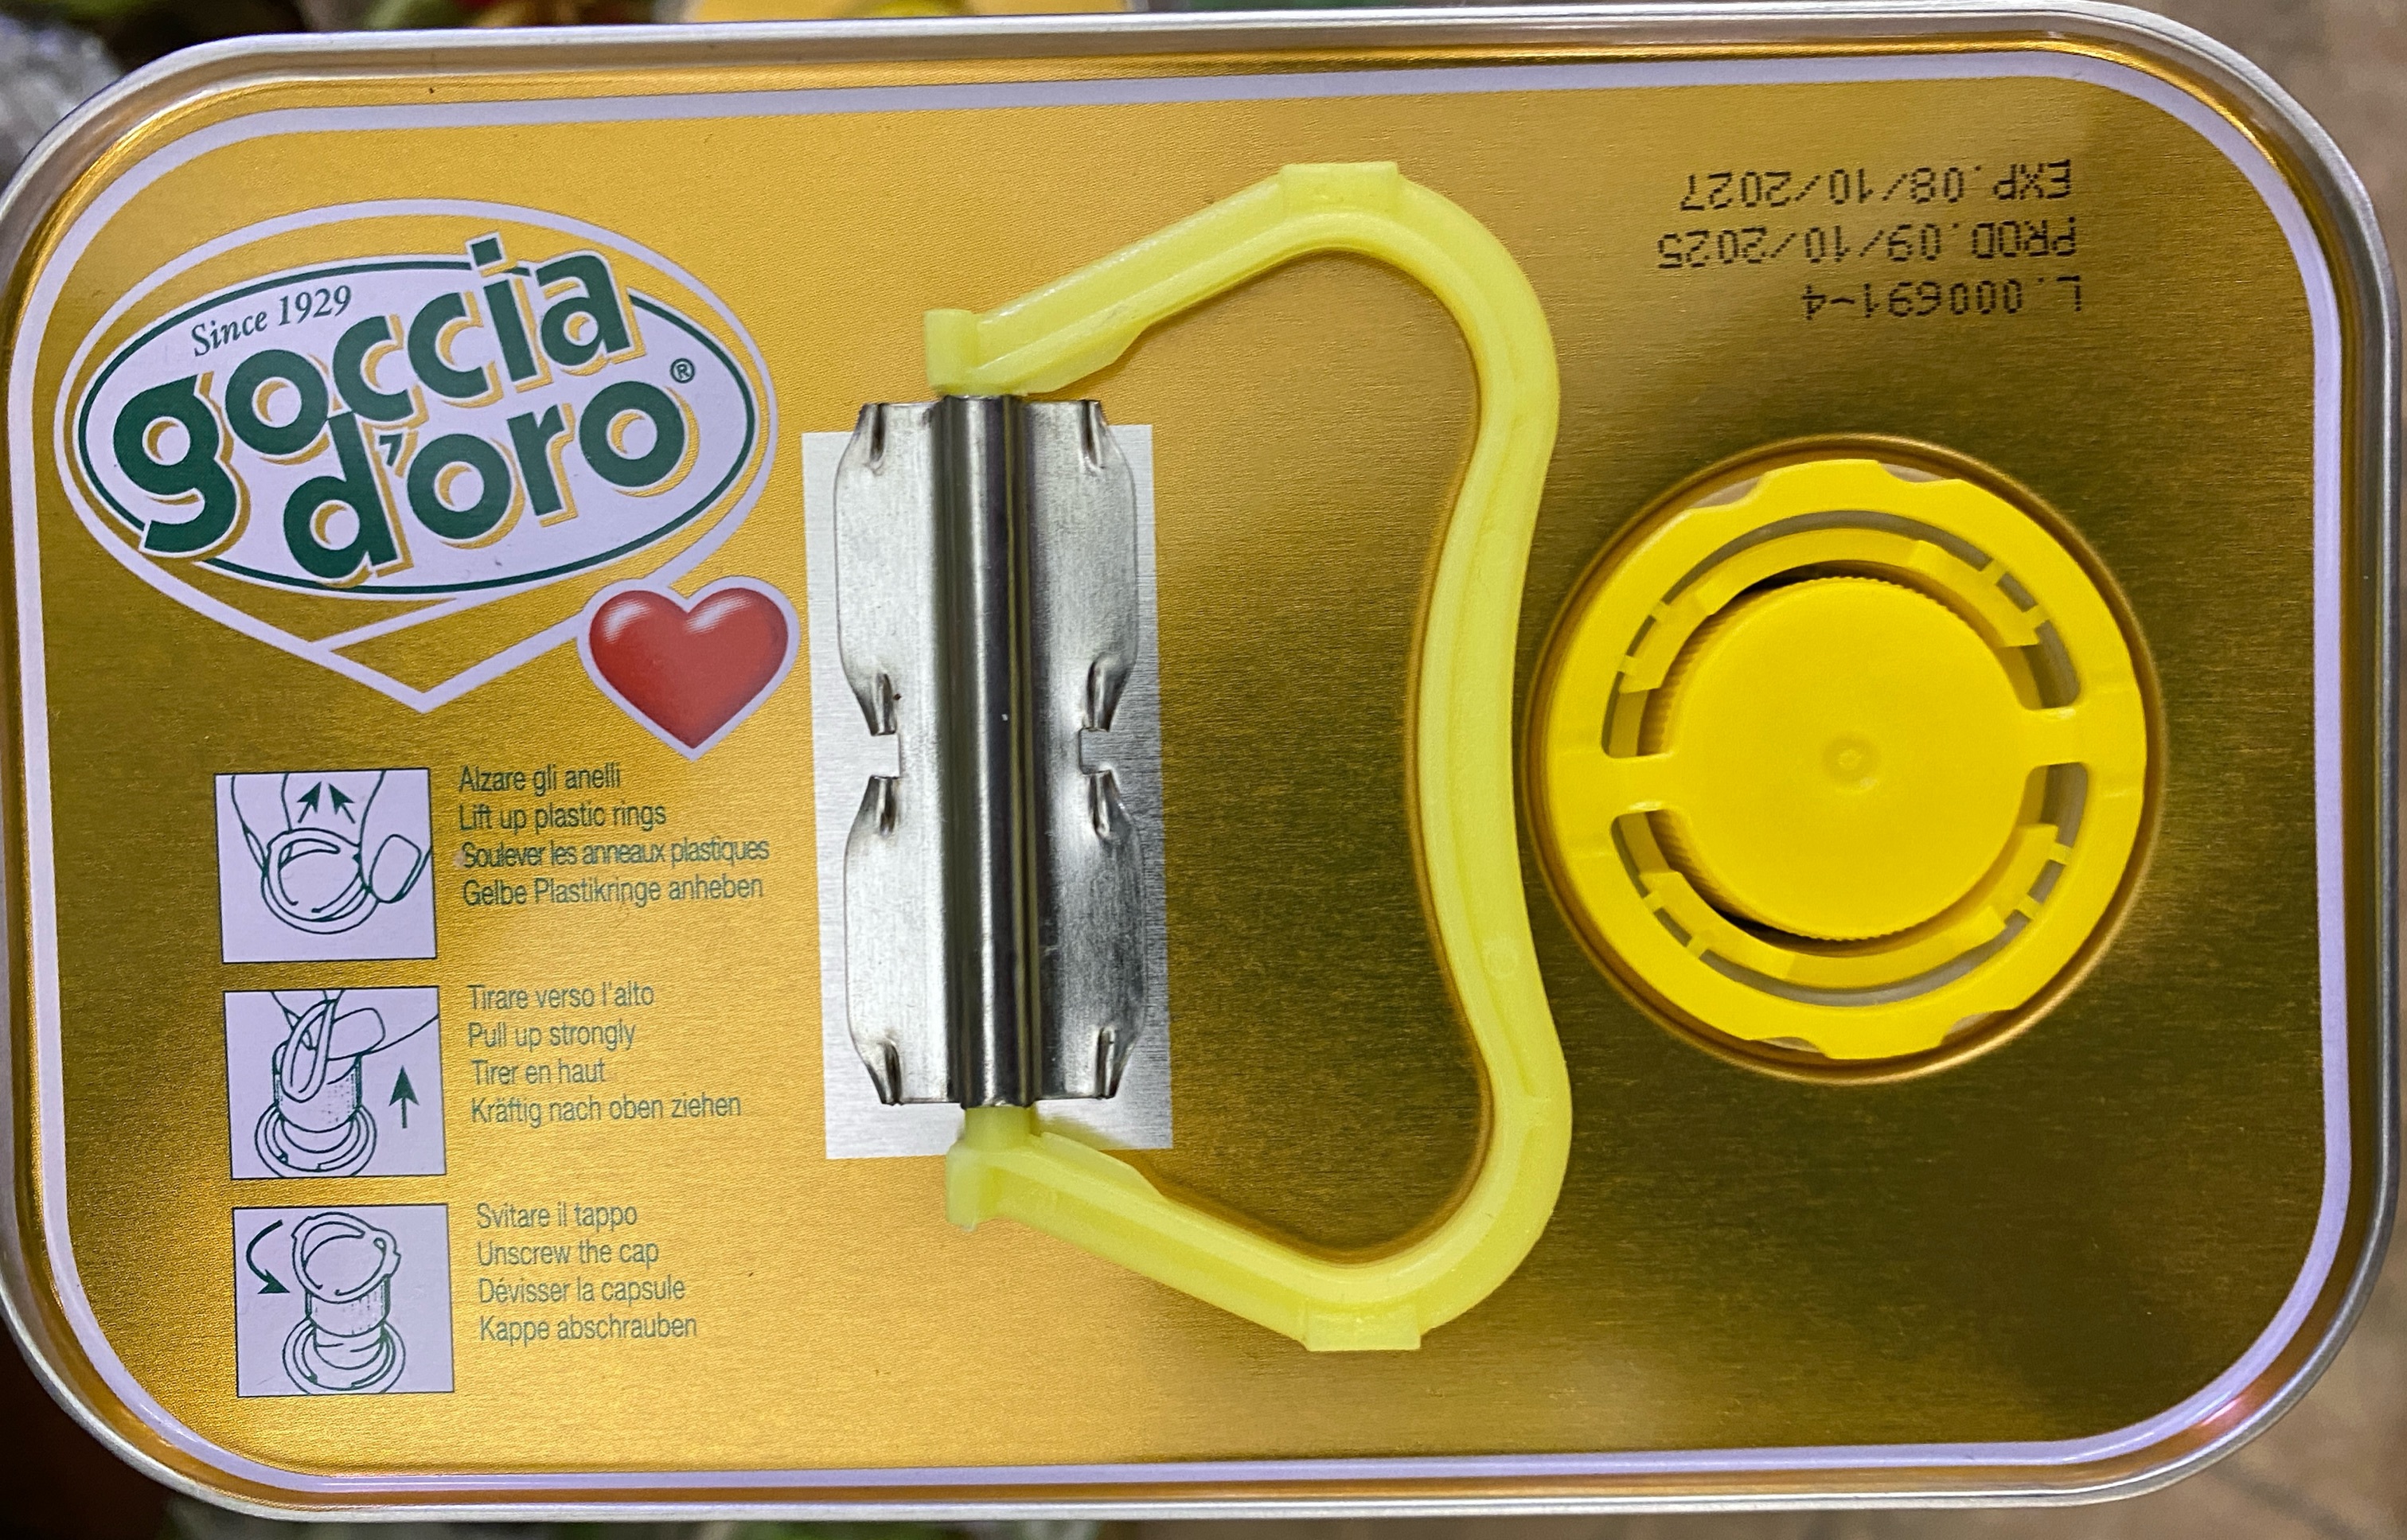 Since 1929
goccia
d'oro®
Alzare gli anelli
Lift up plastic rings
Soulever les anneaux plastiques
Gelbe Plastikringe anheben
Tirare verso l'alto
Pull up strongly
Tirer en haut
Kräftig nach oben ziehen
Svitare il tappo
Unscrew the cap
Dévisser la capsule
Kappe abschrauben
L.000691-4
PROD.09/10/2025
EXP.08/10/2027